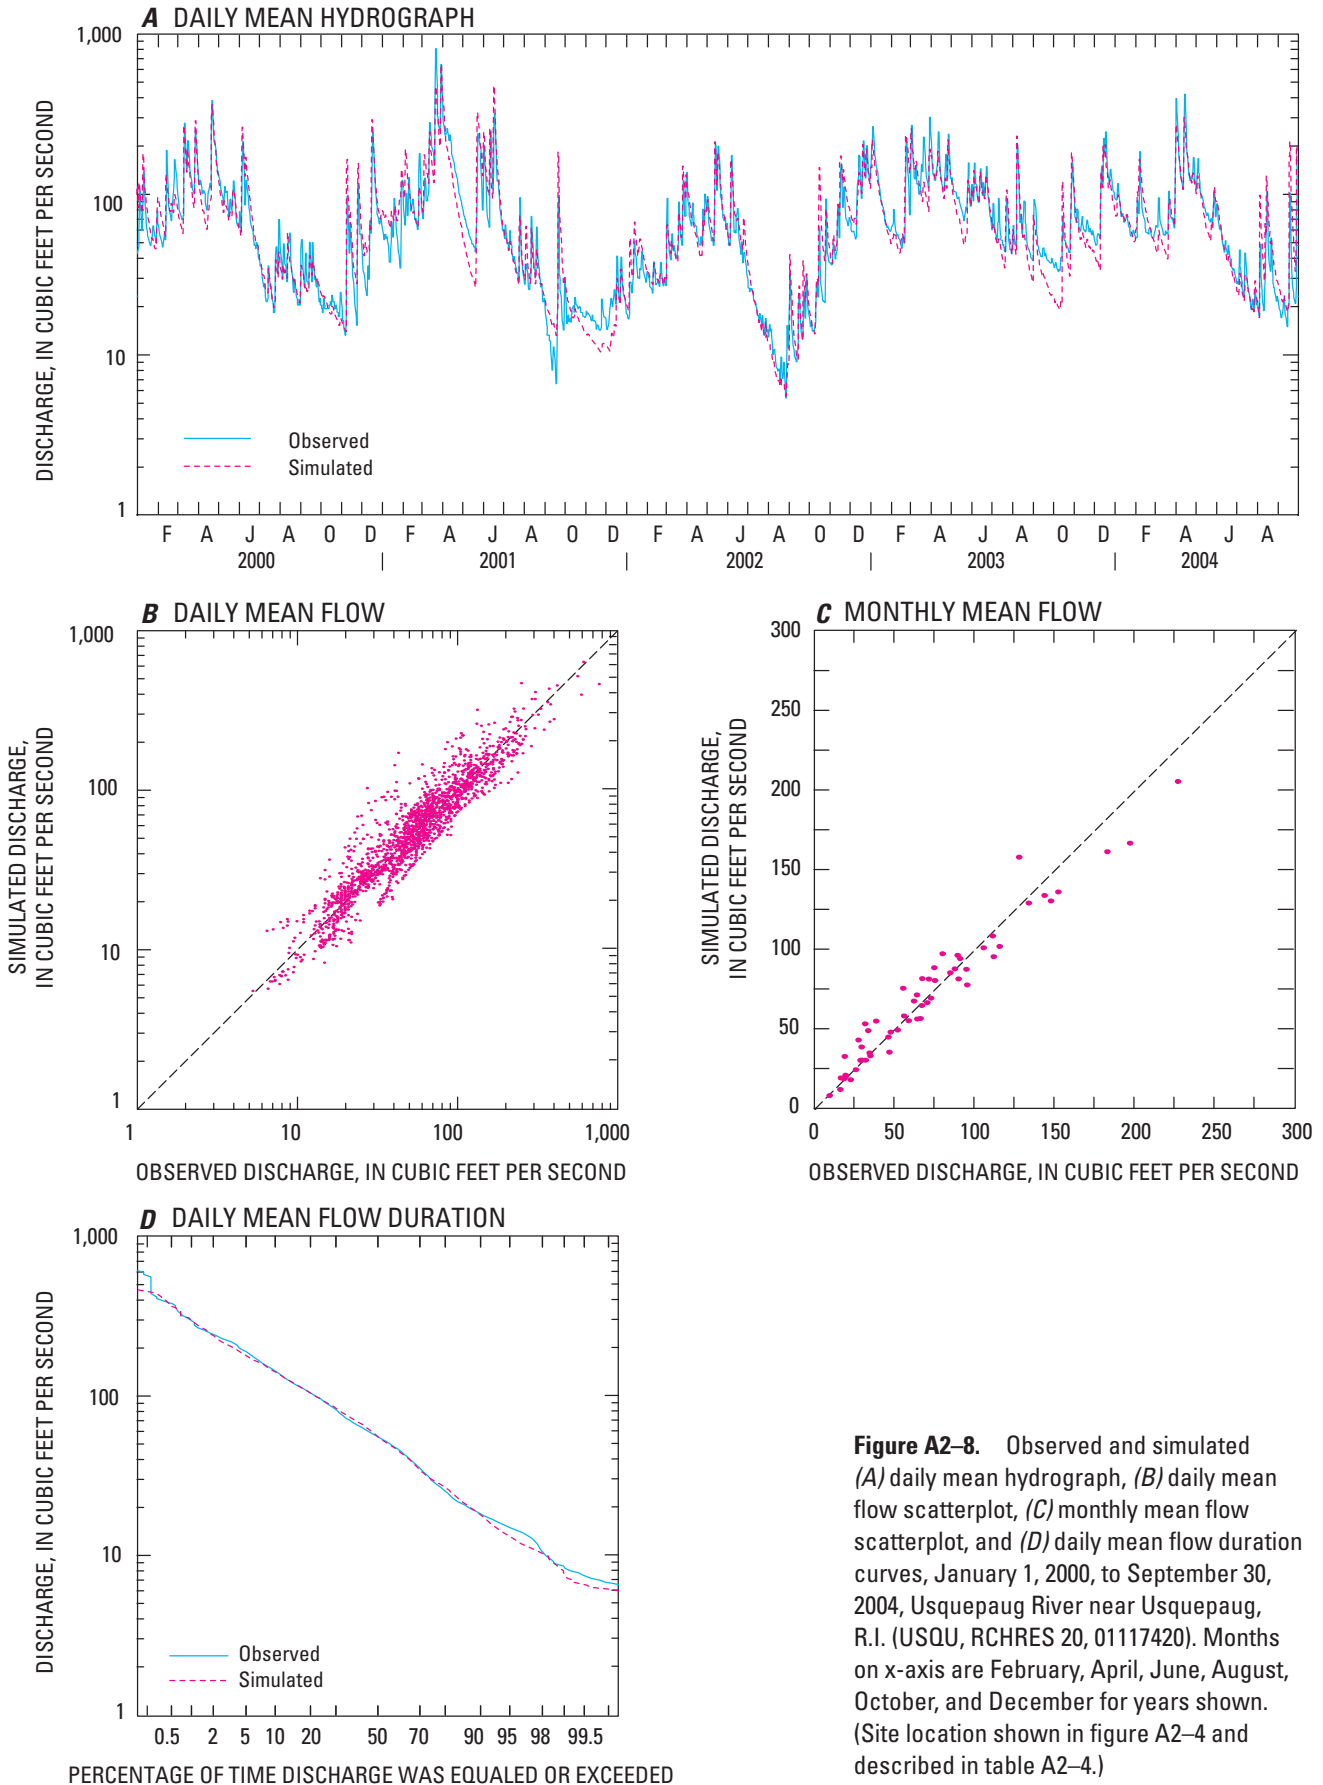 A DAILY MEAN HYDROGRAPH
1,000
100
10
1
DISCHARGE, IN CUBIC FEET PER SECOND
Observed
Simulated
F A J A O D F A J A O D F A J A O D F A J A O D F A J A
2000 | 2001 | 2002 | 2003 | 2004
B DAILY MEAN FLOW
1,000
100
10
1
SIMULATED DISCHARGE,
IN CUBIC FEET PER SECOND
1 10 100 1,000
OBSERVED DISCHARGE, IN CUBIC FEET PER SECOND
C MONTHLY MEAN FLOW
300
250
200
150
100
50
0
SIMULATED DISCHARGE,
IN CUBIC FEET PER SECOND
0 50 100 150 200 250 300
OBSERVED DISCHARGE, IN CUBIC FEET PER SECOND
D DAILY MEAN FLOW DURATION
1,000
100
10
1
DISCHARGE, IN CUBIC FEET PER SECOND
Observed
Simulated
0.5 2 5 10 20 50 70 90 95 98 99.5
PERCENTAGE OF TIME DISCHARGE WAS EQUALED OR EXCEEDED
Figure A2–8. Observed and simulated
(A) daily mean hydrograph, (B) daily mean
flow scatterplot, (C) monthly mean flow
scatterplot, and (D) daily mean flow duration
curves, January 1, 2000, to September 30,
2004, Usquepaug River near Usquepaug,
R.I. (USQU, RCHRES 20, 01117420). Months
on x-axis are February, April, June, August,
October, and December for years shown.
(Site location shown in figure A2–4 and
described in table A2–4.)